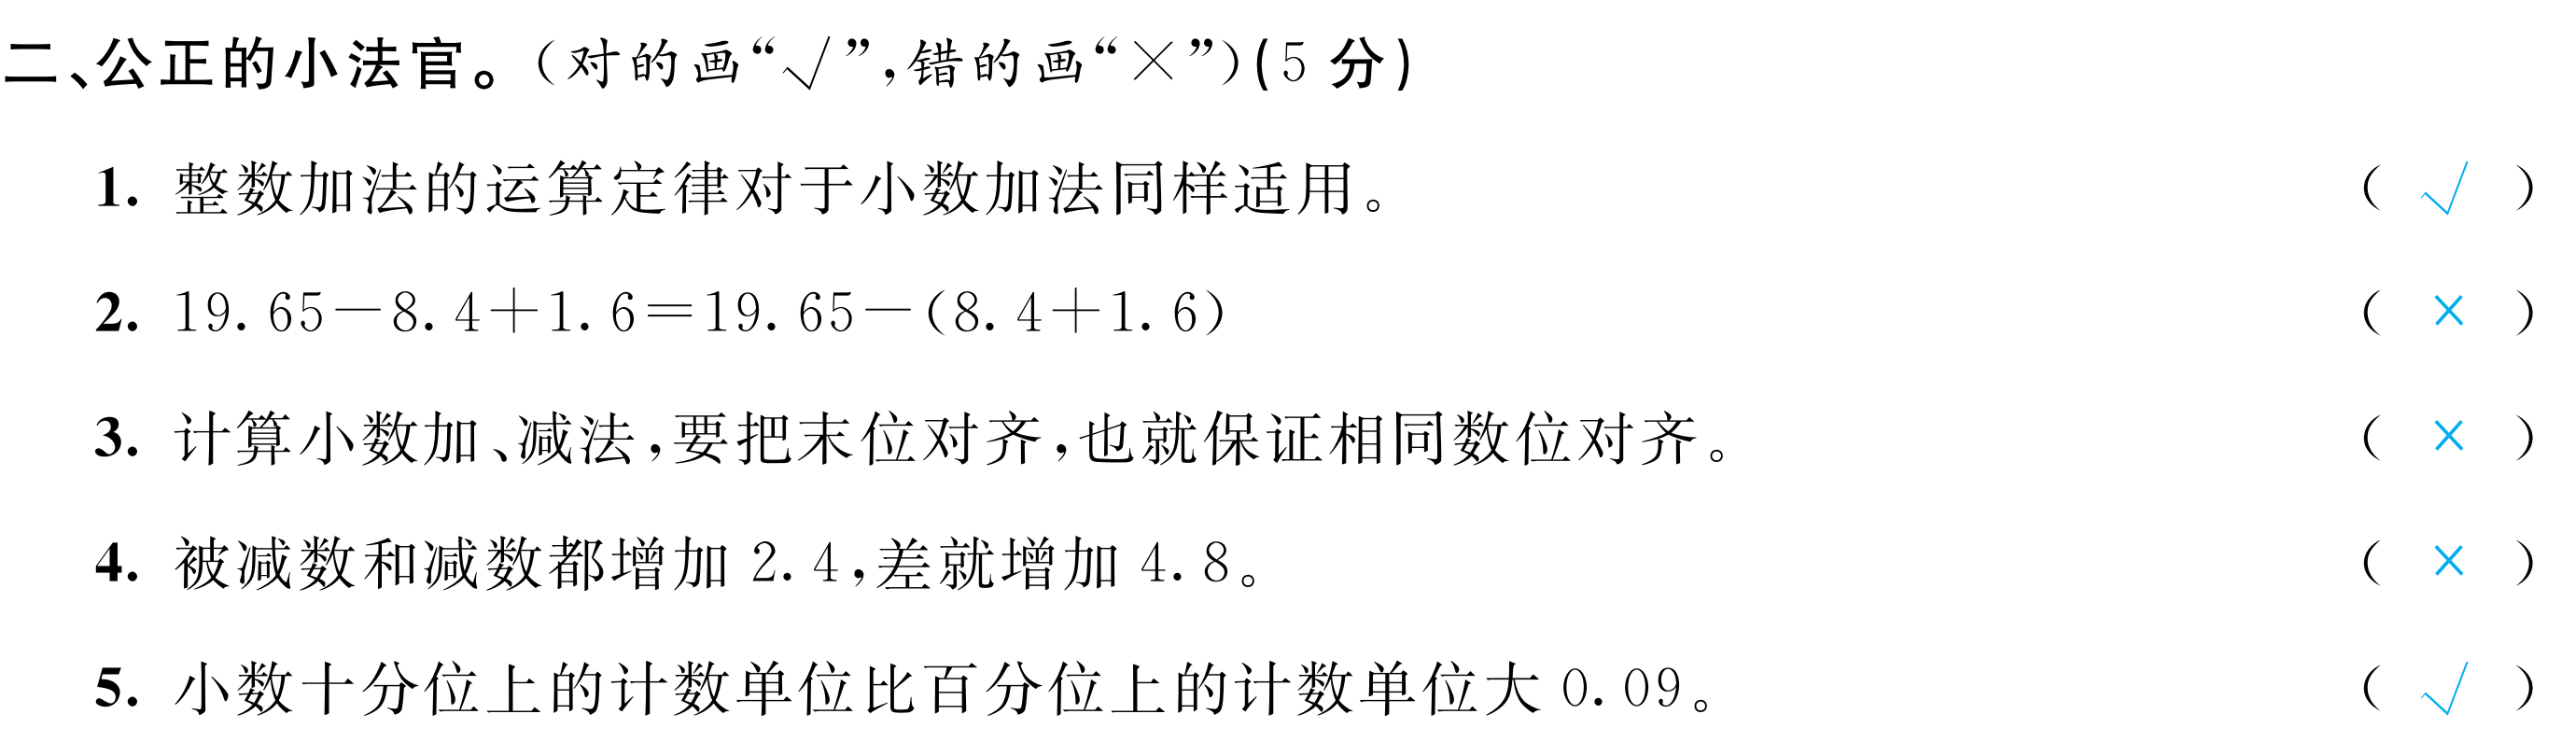 二、公正的小法官。(对的画“√”,错的画“×”)(5 分)
1. 整数加法的运算定律对于小数加法同样适用。 ( √ )
2. 19.65-8.4+1.6=19.65-(8.4+1.6) ( × )
3. 计算小数加、减法,要把末位对齐,也就保证相同数位对齐。 ( × )
4. 被减数和减数都增加 2.4,差就增加 4.8。 ( × )
5. 小数十分位上的计数单位比百分位上的计数单位大 0.09。 ( √ )